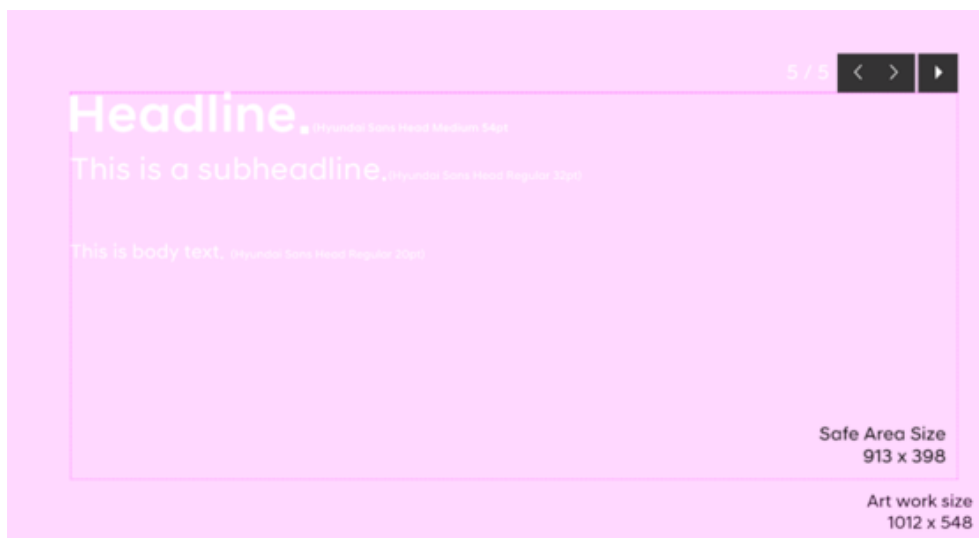 5 / 5
Headline. (Hyundai Sans Head Medium 54pt
This is a subheadline. (Hyundai Sans Head Regular 32pt)
This is body text. (Hyundai Sans Head Regular 20pt)
Safe Area Size
913 x 398
Art work size
1012 x 548